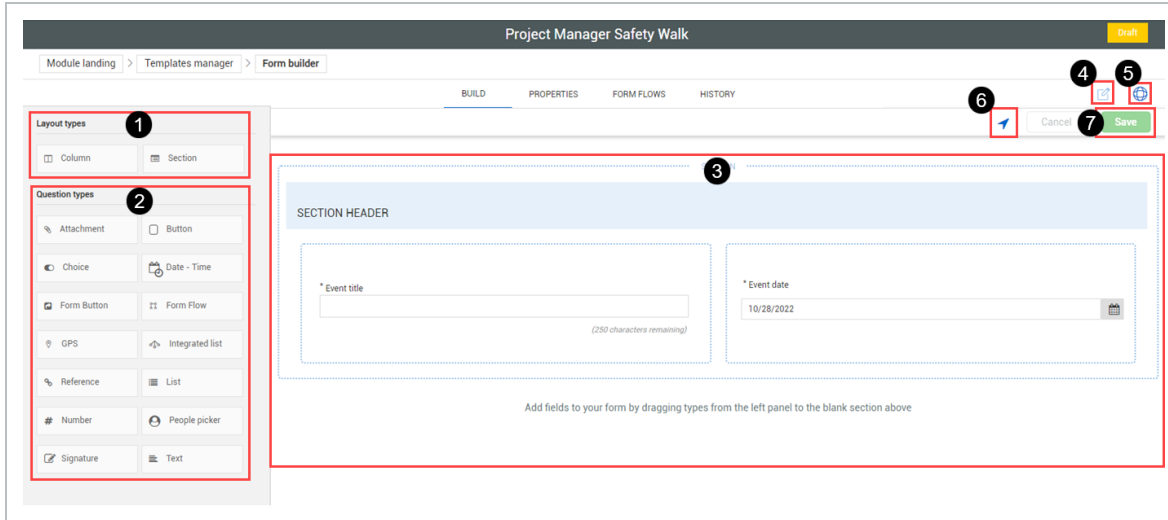 Project Manager Safety Walk
Draft
Module landing > Templates manager > Form builder
4 5
BUILD PROPERTIES FORM FLOWS HISTORY
6
Cancel 7 Save
Layout types 1
Column Section
3
Question types 2
SECTION HEADER
Attachment Button
Choice Date - Time
* Event title
* Event date
Form Button Form Flow
10/28/2022
(250 characters remaining)
GPS Integrated list
Reference List
Add fields to your form by dragging types from the left panel to the blank section above
Number People picker
Signature Text